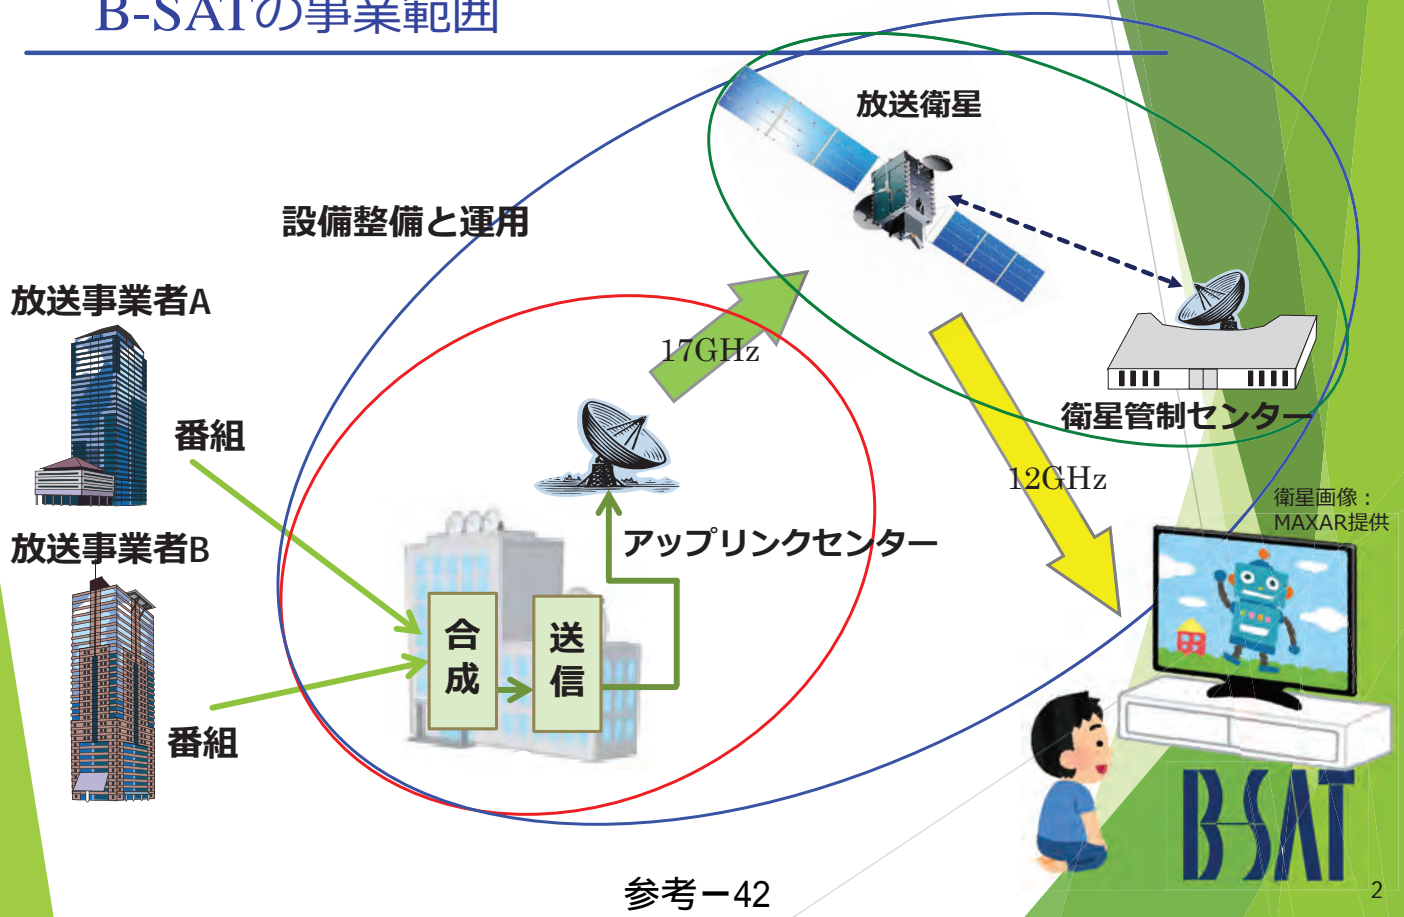 B-SATの事業範囲
放送衛星
設備整備と運用
放送事業者A
17GHz
番組
衛星管制センター
12GHz
衛星画像：
MAXAR提供
放送事業者B
アップリンクセンター
合成
送信
番組
B-SAT
参考ー42
2